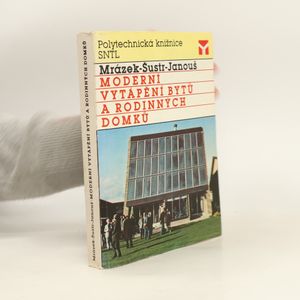 Polytechnická knižnice
SNTL
Mrázek-Šustr-Janouš
MODERNÍ
VYTÁPĚNÍ BYTŮ
A RODINNÝCH
DOMKŮ
Mrázek-Šustr-Janouš MODERNÍ VYTÁPĚNÍ BYTŮ A RODINNÝCH DOMKŮ